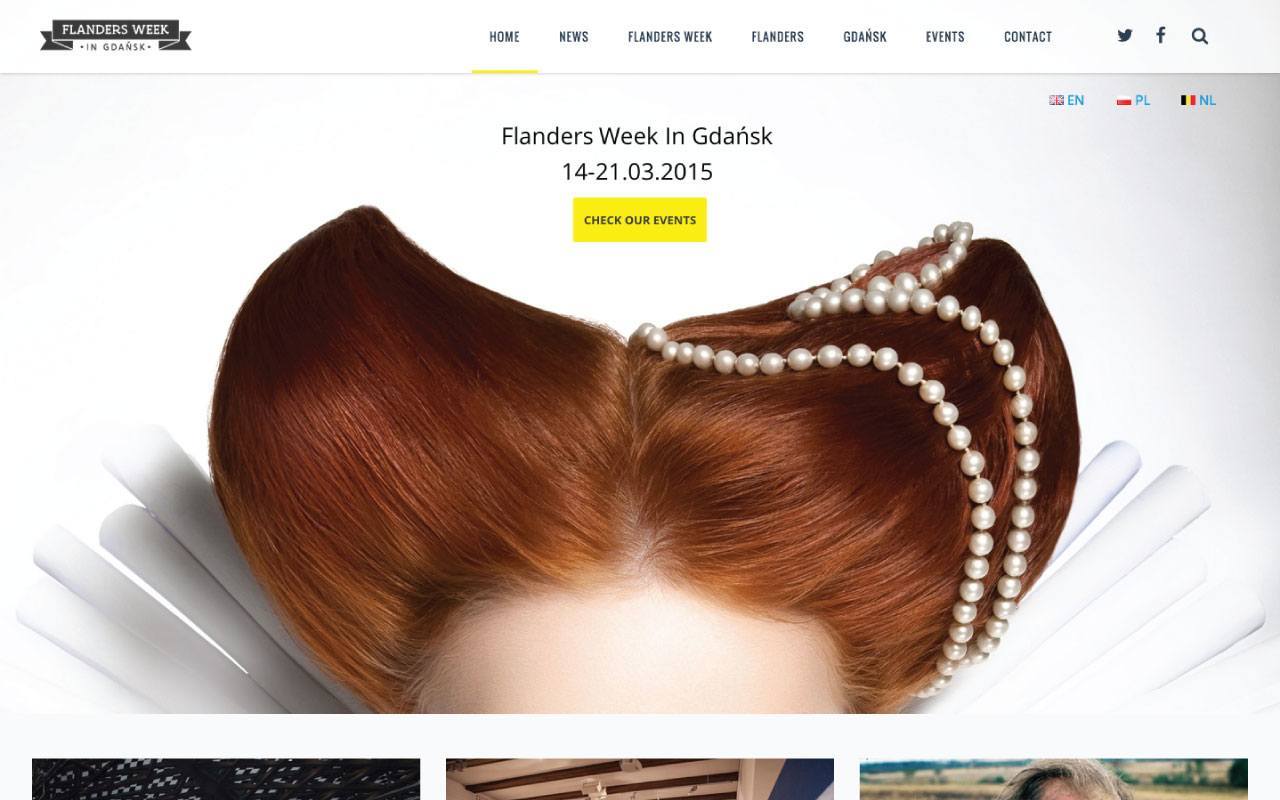 FLANDERS WEEK
• IN GDAŃSK •
HOME NEWS FLANDERS WEEK FLANDERS GDAŃSK EVENTS CONTACT
EN PL NL
Flanders Week In Gdańsk
14-21.03.2015
CHECK OUR EVENTS